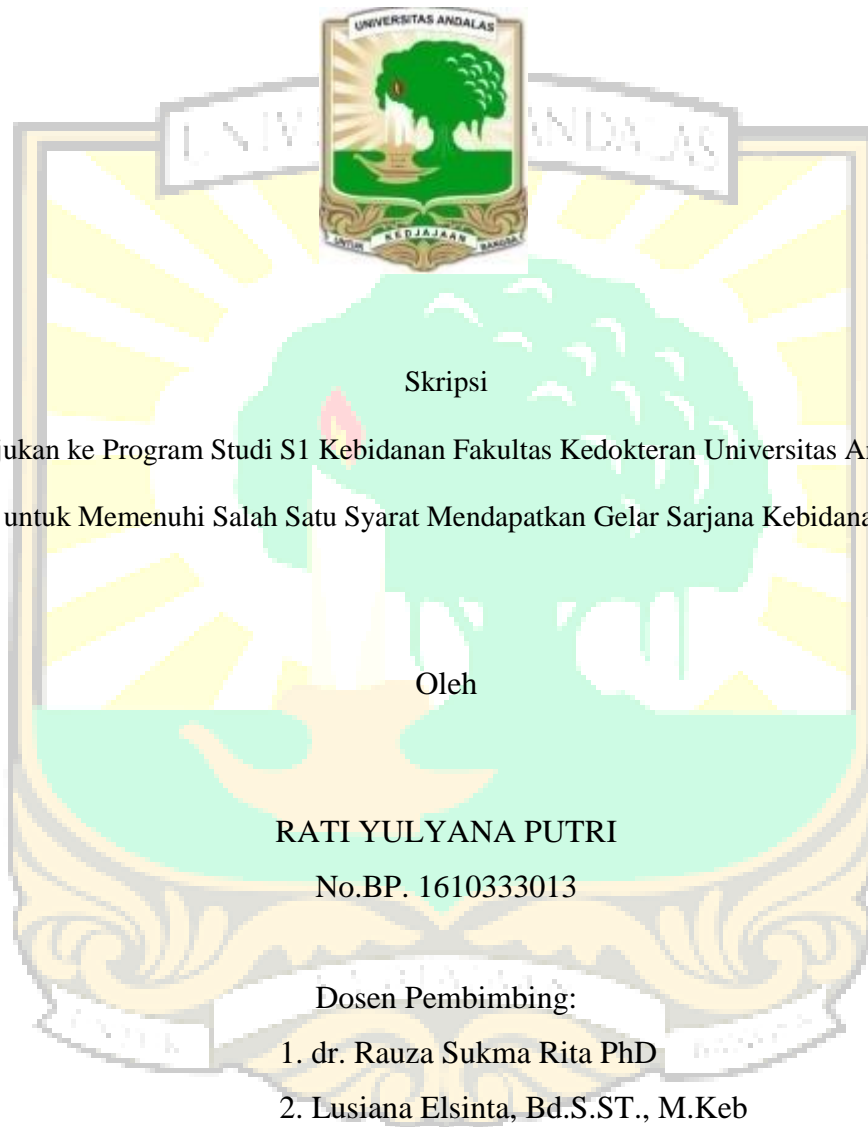 UNIVERSITAS ANDALAS
UNTUK KEDJAJAAN BANGSA
Skripsi
ukan ke Program Studi S1 Kebidanan Fakultas Kedokteran Universitas A
untuk Memenuhi Salah Satu Syarat Mendapatkan Gelar Sarjana Kebidana
Oleh
RATI YULYANA PUTRI
No.BP. 1610333013
Dosen Pembimbing:
1. dr. Rauza Sukma Rita PhD
2. Lusiana Elsinta, Bd.S.ST., M.Keb